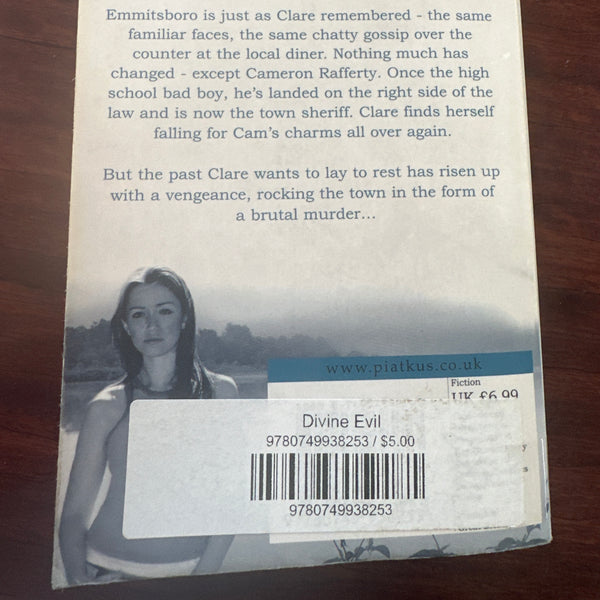 Emmitsboro is just as Clare remembered - the same
familiar faces, the same chatty gossip over the
counter at the local diner. Nothing much has
changed - except Cameron Rafferty. Once the high
school bad boy, he's landed on the right side of the
law and is now the town sheriff. Clare finds herself
falling for Cam's charms all over again.
But the past Clare wants to lay to rest has risen up
with a vengeance, rocking the town in the form of
a brutal murder...
www.piatkus.co.uk
Fiction
UK £6.99
Divine Evil
9780749938253 / $5.00
9780749938253